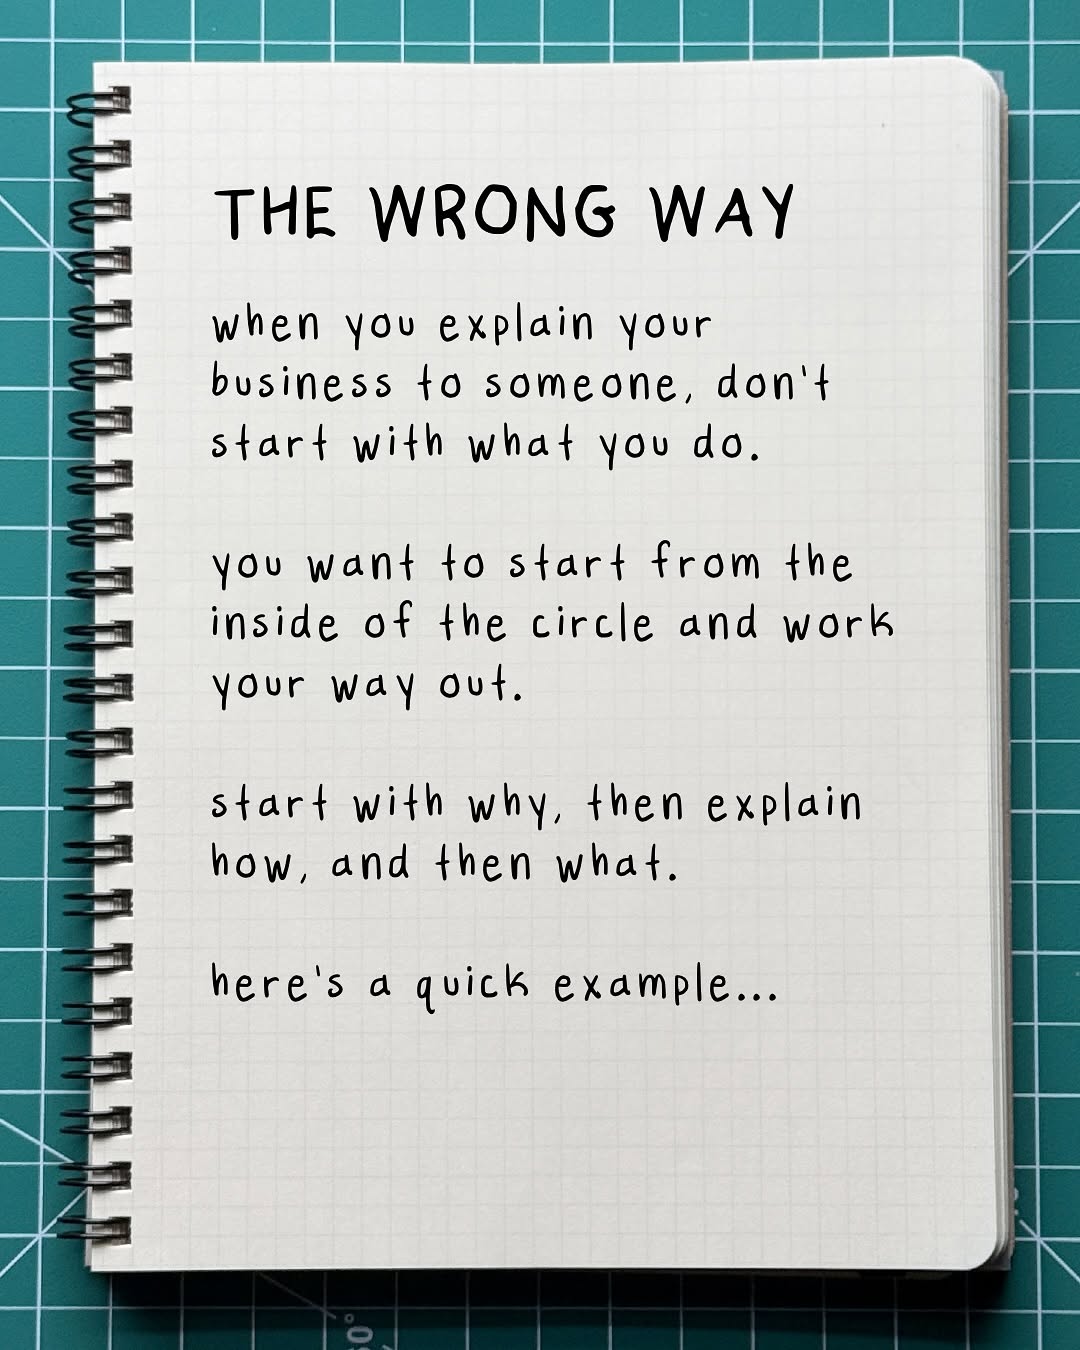 THE WRONG WAY
when you explain your
business to someone, don't
start with what you do.
you want to start from the
inside of the circle and work
your way out.
start with why, then explain
how, and then what.
here's a quick example...
0°